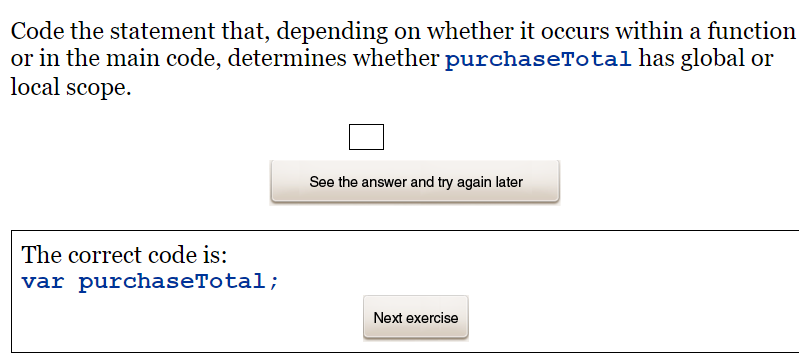 Code the statement that, depending on whether it occurs within a function
or in the main code, determines whether purchaseTotal has global or
local scope.
See the answer and try again later
The correct code is:
var purchaseTotal;
Next exercise